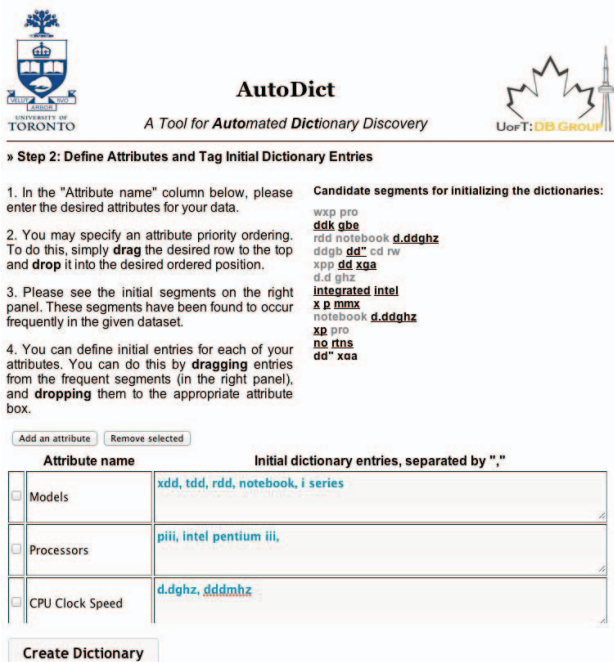 VELUT ARBOR ÆVO
UNIVERSITY OF
TORONTO
AutoDict
A Tool for Automated Dictionary Discovery
UofT:DB GROUP
» Step 2: Define Attributes and Tag Initial Dictionary Entries
1. In the "Attribute name" column below, please
enter the desired attributes for your data.
2. You may specify an attribute priority ordering.
To do this, simply drag the desired row to the top
and drop it into the desired ordered position.
3. Please see the initial segments on the right
panel. These segments have been found to occur
frequently in the given dataset.
4. You can define initial entries for each of your
attributes. You can do this by dragging entries
from the frequent segments (in the right panel),
and dropping them to the appropriate attribute
box.
Candidate segments for initializing the dictionaries:
wxp pro
ddk gbe
rdd notebook d.ddghz
ddgb dd" cd rw
xpp dd xga
d.d ghz
integrated intel
x p mmx
notebook d.ddghz
xp pro
no rtns
dd" xga
Add an attribute Remove selected
Attribute name Initial dictionary entries, separated by ","
Models xdd, tdd, rdd, notebook, i series
Processors piii, intel pentium iii,
CPU Clock Speed d.dghz, dddmhz
Create Dictionary